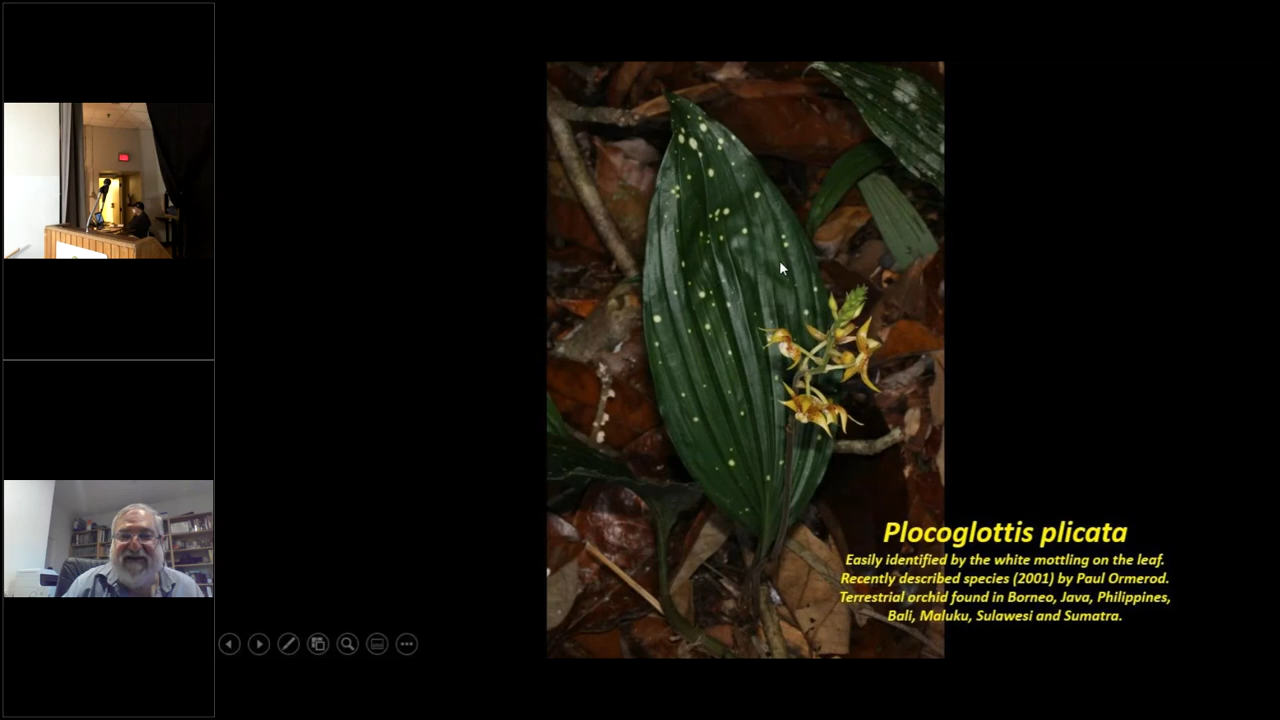 Plocoglottis plicata
Easily identified by the white mottling on the leaf.
Recently described species (2001) by Paul Ormerod.
Terrestrial orchid found in Borneo, Java, Philippines,
Bali, Maluku, Sulawesi and Sumatra.